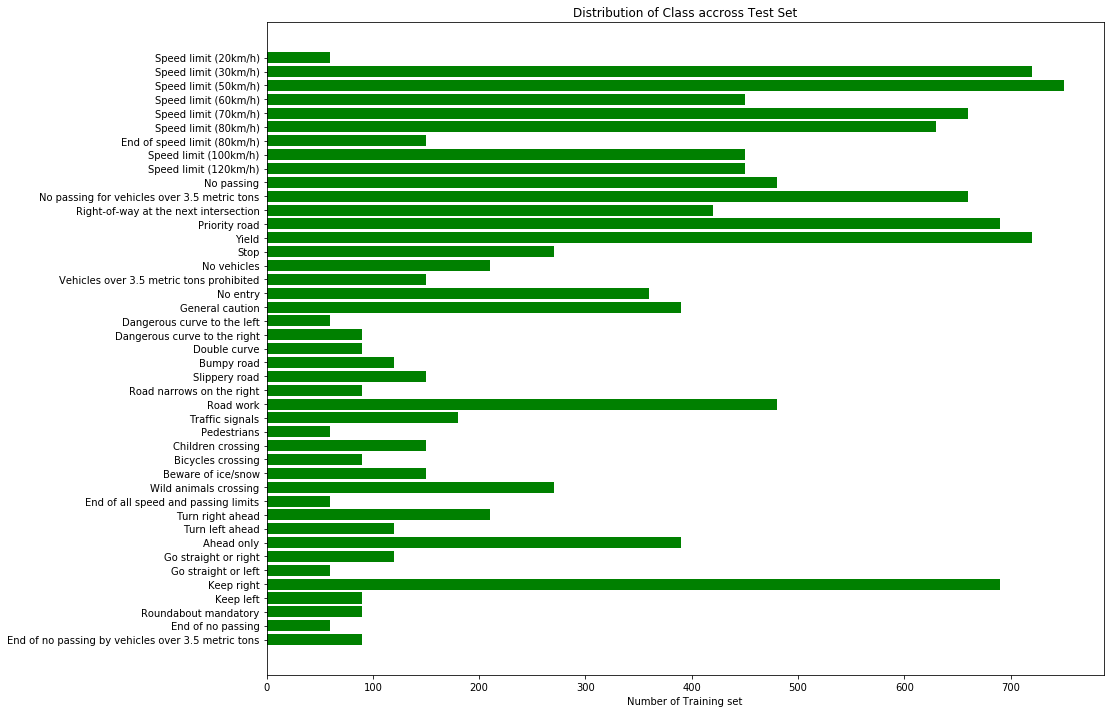 Distribution of Class accross Test Set
Speed limit (20km/h)
Speed limit (30km/h)
Speed limit (50km/h)
Speed limit (60km/h)
Speed limit (70km/h)
Speed limit (80km/h)
End of speed limit (80km/h)
Speed limit (100km/h)
Speed limit (120km/h)
No passing
No passing for vehicles over 3.5 metric tons
Right-of-way at the next intersection
Priority road
Yield
Stop
No vehicles
Vehicles over 3.5 metric tons prohibited
No entry
General caution
Dangerous curve to the left
Dangerous curve to the right
Double curve
Bumpy road
Slippery road
Road narrows on the right
Road work
Traffic signals
Pedestrians
Children crossing
Bicycles crossing
Beware of ice/snow
Wild animals crossing
End of all speed and passing limits
Turn right ahead
Turn left ahead
Ahead only
Go straight or right
Go straight or left
Keep right
Keep left
Roundabout mandatory
End of no passing
End of no passing by vehicles over 3.5 metric tons
0 100 200 300 400 500 600 700
Number of Training set